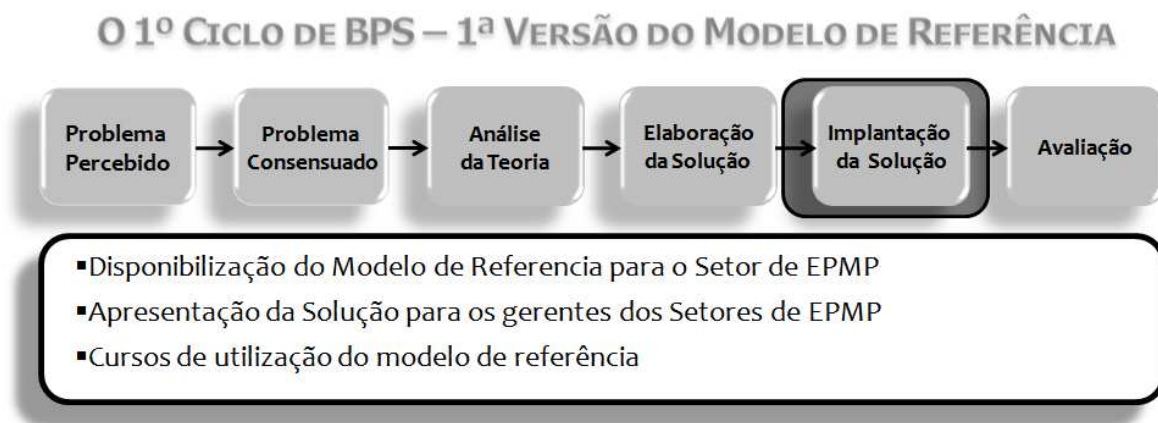 O 1º CICLO DE BPS – 1ª VERSÃO DO MODELO DE REFERÊNCIA
Problema
Percebido
Problema
Consensuado
Análise
da Teoria
Elaboração
da Solução
Implantação
da Solução
Avaliação
▪Disponibilização do Modelo de Referencia para o Setor de EPMP
▪Apresentação da Solução para os gerentes dos Setores de EPMP
▪Cursos de utilização do modelo de referência